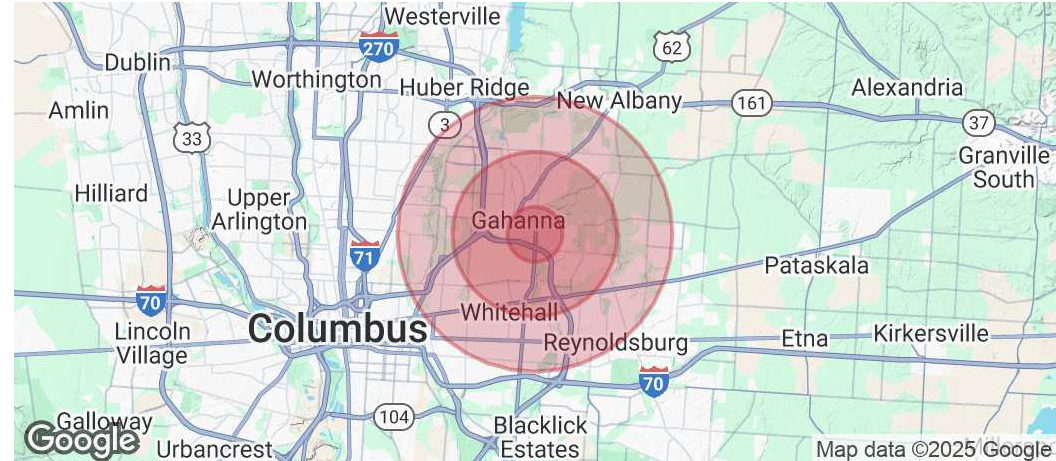 Westerville
270
62
Dublin
Worthington
Huber Ridge
Alexandria
New Albany
161
Amlin
3
37
33
Granville
South
Hilliard
Upper
Arlington
Gahanna
71
Pataskala
70
Whitehall
Columbus
Lincoln
Village
Reynoldsburg
Etna
Kirkersville
70
104
Galloway
Blacklick
Estates
Google
Urbancrest
Map data ©2025 Google